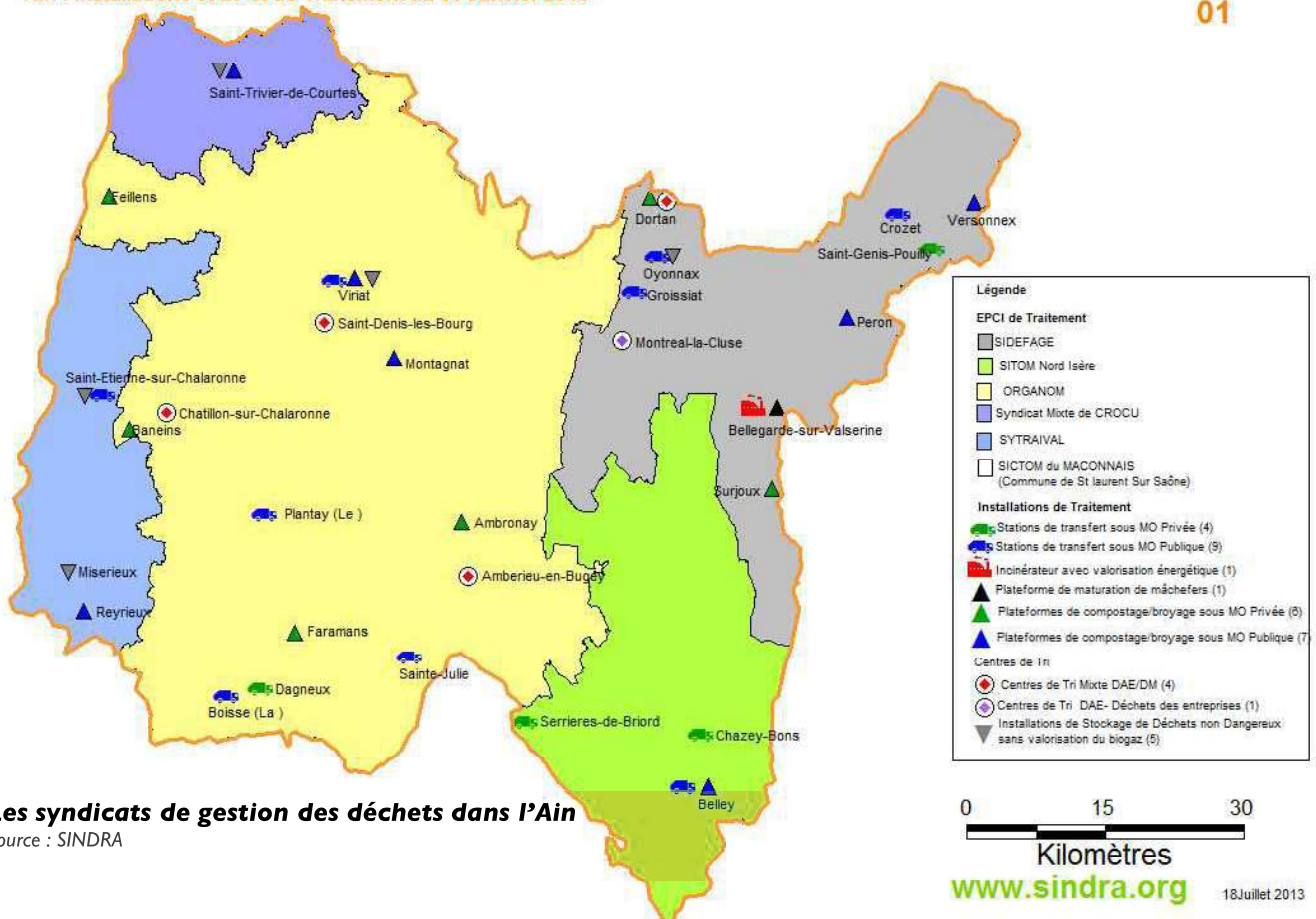 01
Saint-Trivier-de-Courtes
Feillens
Dortan
Crozet
Versonnex
Saint-Genis-Pouilly
Oyonnax
Viriat
Groissiat
Saint-Denis-les-Bourg
Peron
Montreal-la-Cluse
Montagnat
Saint-Etienne-sur-Chalaronne
Chatillon-sur-Chalaronne
Baneins
Bellegarde-sur-Valserine
Surjoux
Plantay (Le )
Ambronay
Amberieu-en-Bugey
Miserieux
Reyrieux
Faramans
Sainte-Julie
Dagneux
Boisse (La )
Serrieres-de-Briord
Chazey-Bons
Belley
Légende
EPCI de Traitement
SIDEFAGE
SITOM Nord Isère
ORGANOM
Syndicat Mixte de CROCU
SYTRAIVAL
SICTOM du MACONNAIS
(Commune de St laurent Sur Saône)
Installations de Traitement
Stations de transfert sous MO Privée (4)
Stations de transfert sous MO Publique (9)
Incinérateur avec valorisation énergétique (1)
Plateforme de maturation de mâchefers (1)
Plateformes de compostage/broyage sous MO Privée (6)
Plateformes de compostage/broyage sous MO Publique (7)
Centres de Tri
Centres de Tri Mixte DAE/DM (4)
Centres de Tri DAE- Déchets des entreprises (1)
Installations de Stockage de Déchets non Dangereux
sans valorisation du biogaz (5)
Les syndicats de gestion des déchets dans l'Ain
ource : SINDRA
0 15 30
Kilomètres
www.sindra.org
18Juillet 2013